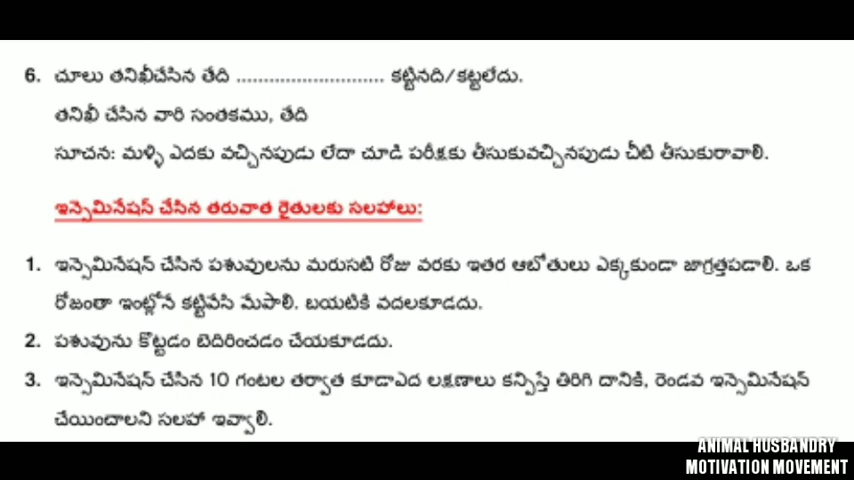 6. చూలు తనిఖీచేసిన తేది ............................ కట్టినది/కట్టలేదు.
తనిఖీ చేసిన వారి సంతకము, తేది
సూచన: మళ్ళి ఎదకు వచ్చినపుడు లేదా చూడి పరీక్షకు తీసుకువచ్చినపుడు చీటి తీసుకురావాలి.
ఇన్సెమినేషన్ చేసిన తరువాత రైతులకు సలహాలు:
1. ఇన్సెమినేషన్ చేసిన పశువులను మరుసటి రోజు వరకు ఇతర ఆబోతులు ఎక్కకుండా జాగ్రత్తపడాలి. ఒక
రోజంతా ఇంట్లోనే కట్టివేసి మేపాలి. బయటికి వదలకూడదు.
2. పశువును కొట్టడం బెదిరించడం చేయకూడదు.
3. ఇన్సెమినేషన్ చేసిన 10 గంటల తర్వాత కూడాఎద లక్షణాలు కన్పిస్తే తిరిగి దానికి, రెండవ ఇన్సెమినేషన్
చేయించాలని సలహా ఇవ్వాలి.
ANIMAL HUSBANDRY
MOTIVATION MOVEMENT